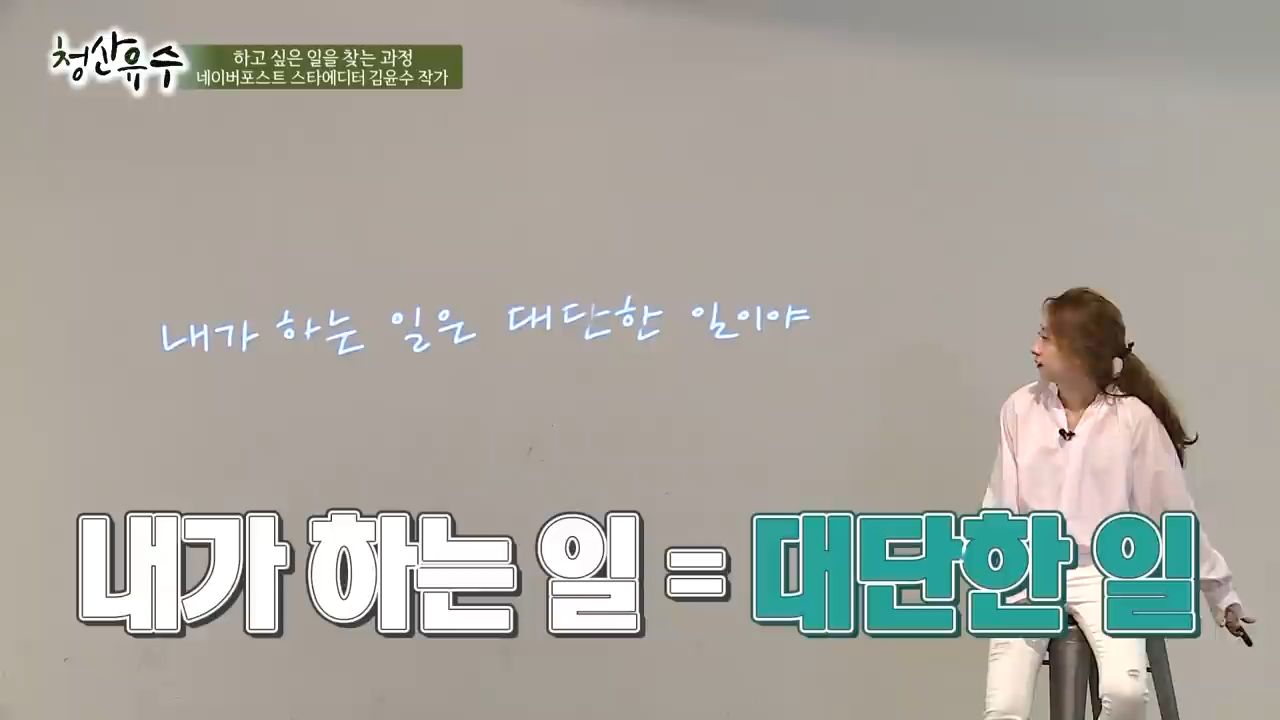 청산유수
하고 싶은 일을 찾는 과정
네이버포스트 스타에디터 김윤수 작가
내가 하는 일은 대단한 일이야
내가 하는 일 = 대단한 일